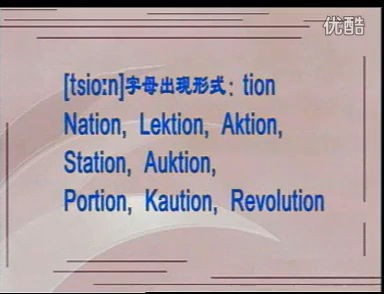 优酷
[tsio:n]字母出现形式: tion
Nation, Lektion, Aktion,
Station, Auktion,
Portion, Kaution, Revolution